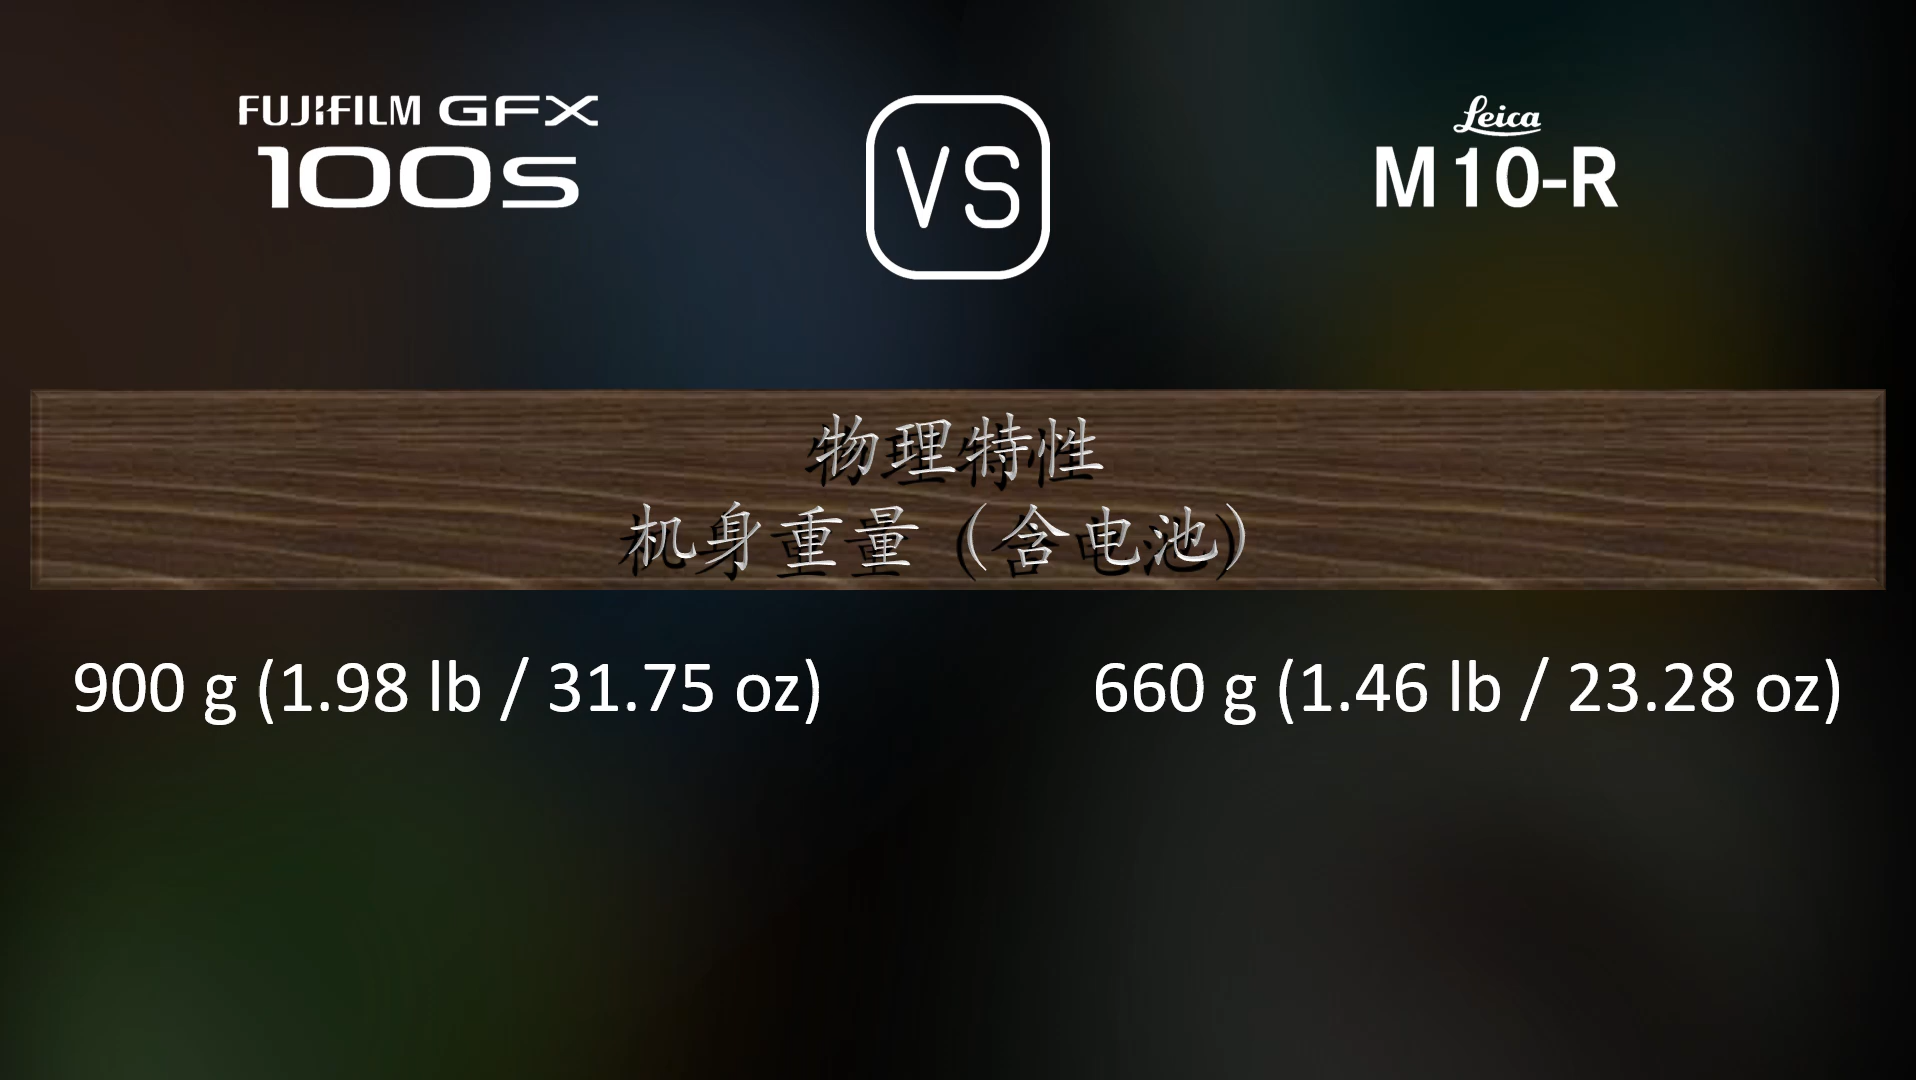 FUJIFILM GFX
100S
VS
Leica
M10-R
物理特性
机身重量（含电池）
900 g (1.98 lb / 31.75 oz)
660 g (1.46 lb / 23.28 oz)